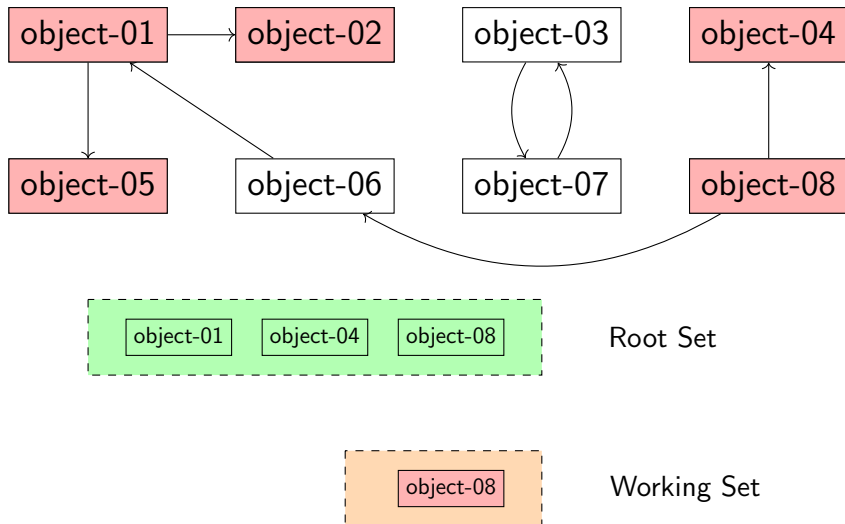 object-01 object-02 object-03 object-04
object-05 object-06 object-07 object-08
object-01 object-04 object-08 Root Set
object-08 Working Set